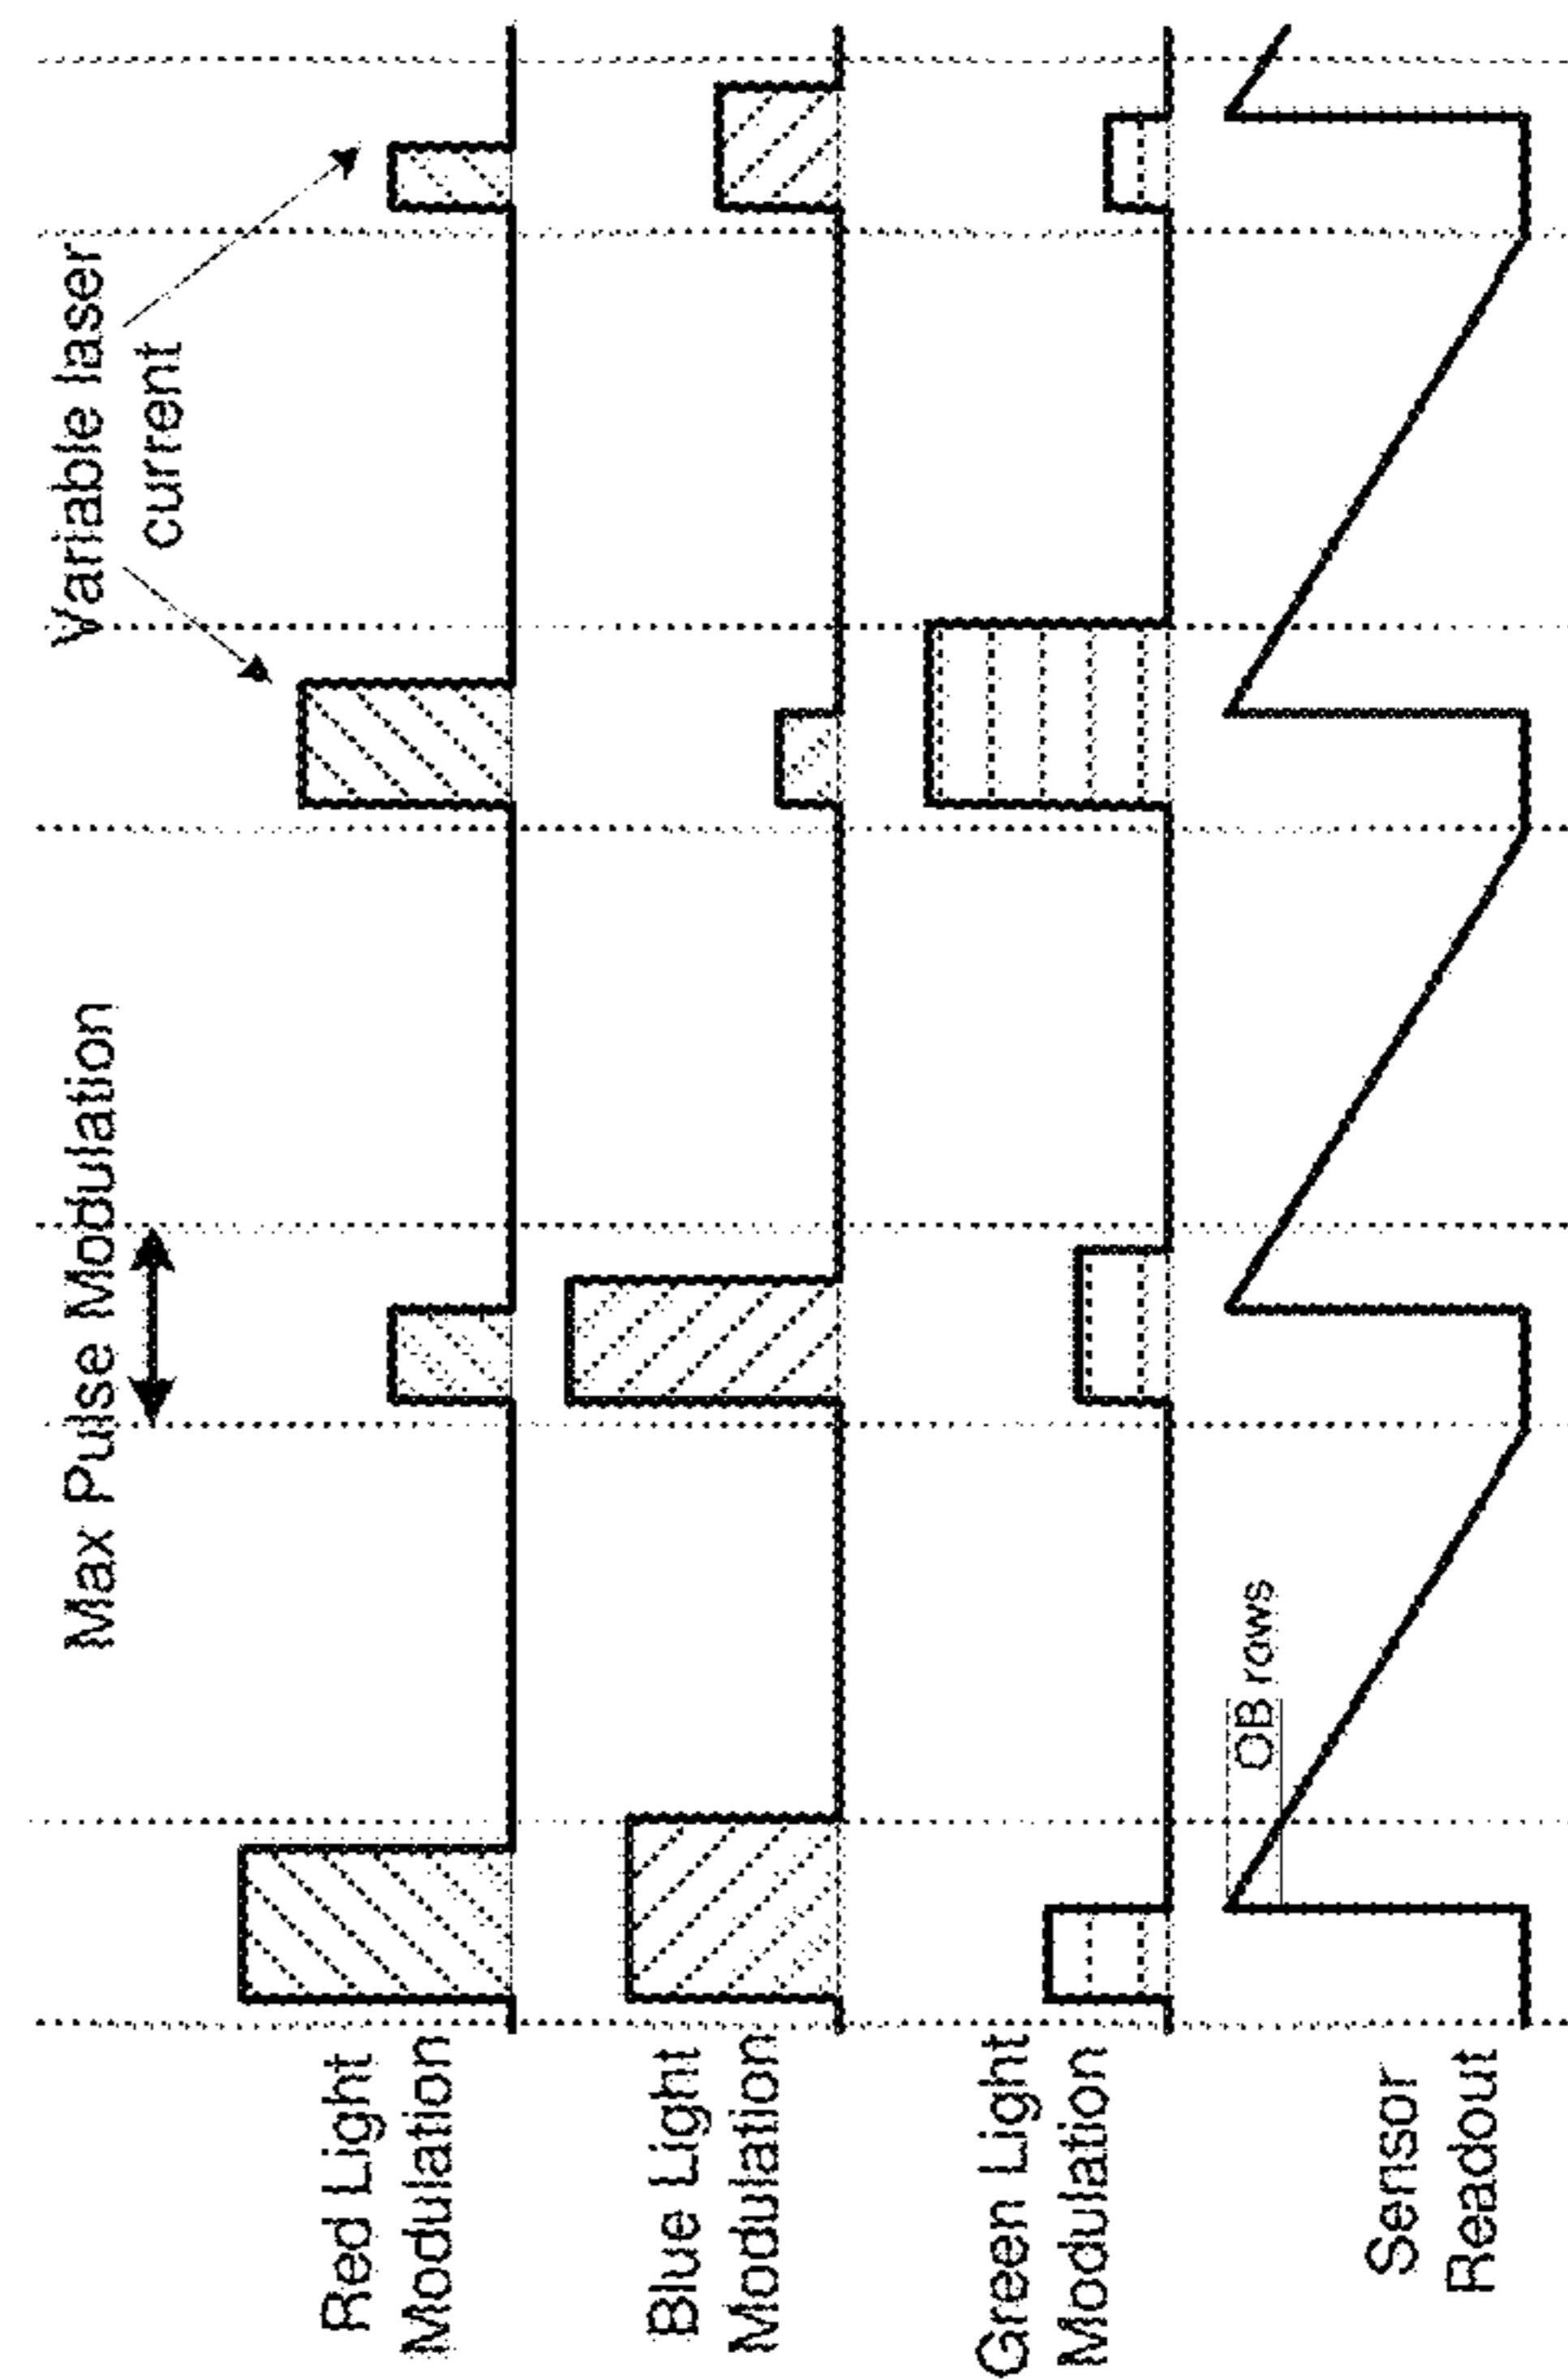 Max Pulse Modulation
Variable laser
current
Red Light
Modulation
Blue Light
Modulation
Green Light
Modulation
OB rows
Sensor
Readout